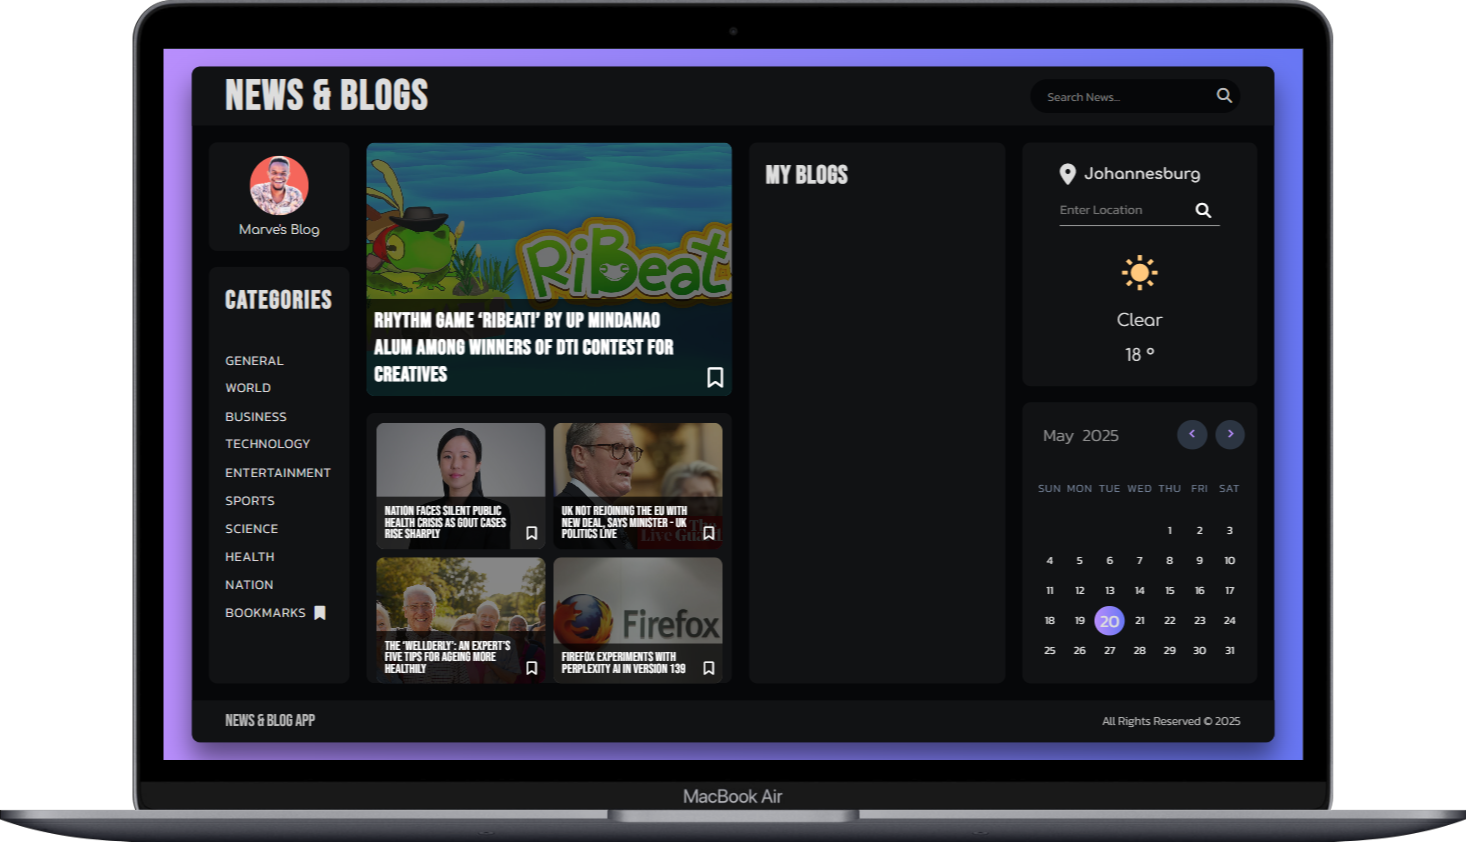 NEWS & BLOGS
Search News...
Marve's Blog
CATEGORIES
GENERAL
WORLD
BUSINESS
TECHNOLOGY
ENTERTAINMENT
SPORTS
SCIENCE
HEALTH
NATION
BOOKMARKS
RiBeat
RHYTHM GAME ‘RIBEAT!’ BY UP MINDANAO
ALUM AMONG WINNERS OF DTI CONTEST FOR
CREATIVES
NATION FACES SILENT PUBLIC
HEALTH CRISIS AS GOUT CASES
RISE SHARPLY
UK NOT REJOINING THE EU WITH
NEW DEAL, SAYS MINISTER - UK
POLITICS LIVE
THE ‘WELLDERLY’: AN EXPERT’S
FIVE TIPS FOR AGEING MORE
HEALTHILY
Firefox
FIREFOX EXPERIMENTS WITH
PERPLEXITY AI IN VERSION 139
MY BLOGS
Johannesburg
Enter Location
Clear
18 °
May 2025
SUN MON TUE WED THU FRI SAT
1 2 3
4 5 6 7 8 9 10
11 12 13 14 15 16 17
18 19 20 21 22 23 24
25 26 27 28 29 30 31
NEWS & BLOG APP
All Rights Reserved © 2025
MacBook Air